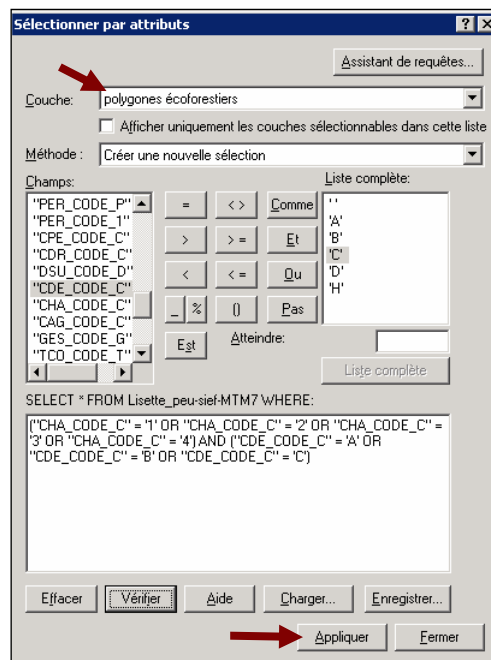 Sélectionner par attributs
Assistant de requêtes...
Couche: polygones écoforestiers
Afficher uniquement les couches sélectionnables dans cette liste
Méthode : Créer une nouvelle sélection
Champs:
Liste complète:
"PER_CODE_P"
"PER_CODE_1"
"CPE_CODE_C"
"CDR_CODE_C"
"DSU_CODE_D"
"CDE_CODE_C"
"CHA_CODE_C"
"CAG_CODE_C"
"GES_CODE_G"
"TCO_CODE_T"
= < > Comme
> > = Et
< < = Ou
_ % () Pas
Est
' '
'A'
'B'
'C'
'D'
'H'
Atteindre:
Liste complète
SELECT * FROM Lisette_peu-sief-MTM7 WHERE:
("CHA_CODE_C" = '1' OR "CHA_CODE_C" = '2' OR "CHA_CODE_C" =
'3' OR "CHA_CODE_C" = '4') AND ("CDE_CODE_C" = 'A' OR
"CDE_CODE_C" = 'B' OR "CDE_CODE_C" = 'C')
Effacer Vérifier Aide Charger... Enregistrer...
Appliquer Fermer